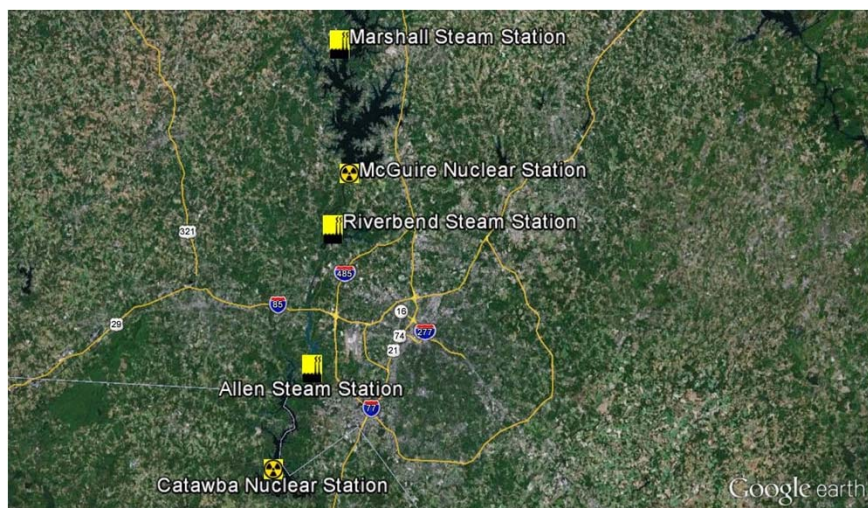 Marshall Steam Station
McGuire Nuclear Station
Riverbend Steam Station
321
485
85
16
29
277
74
21
Allen Steam Station
77
Catawba Nuclear Station
Google earth